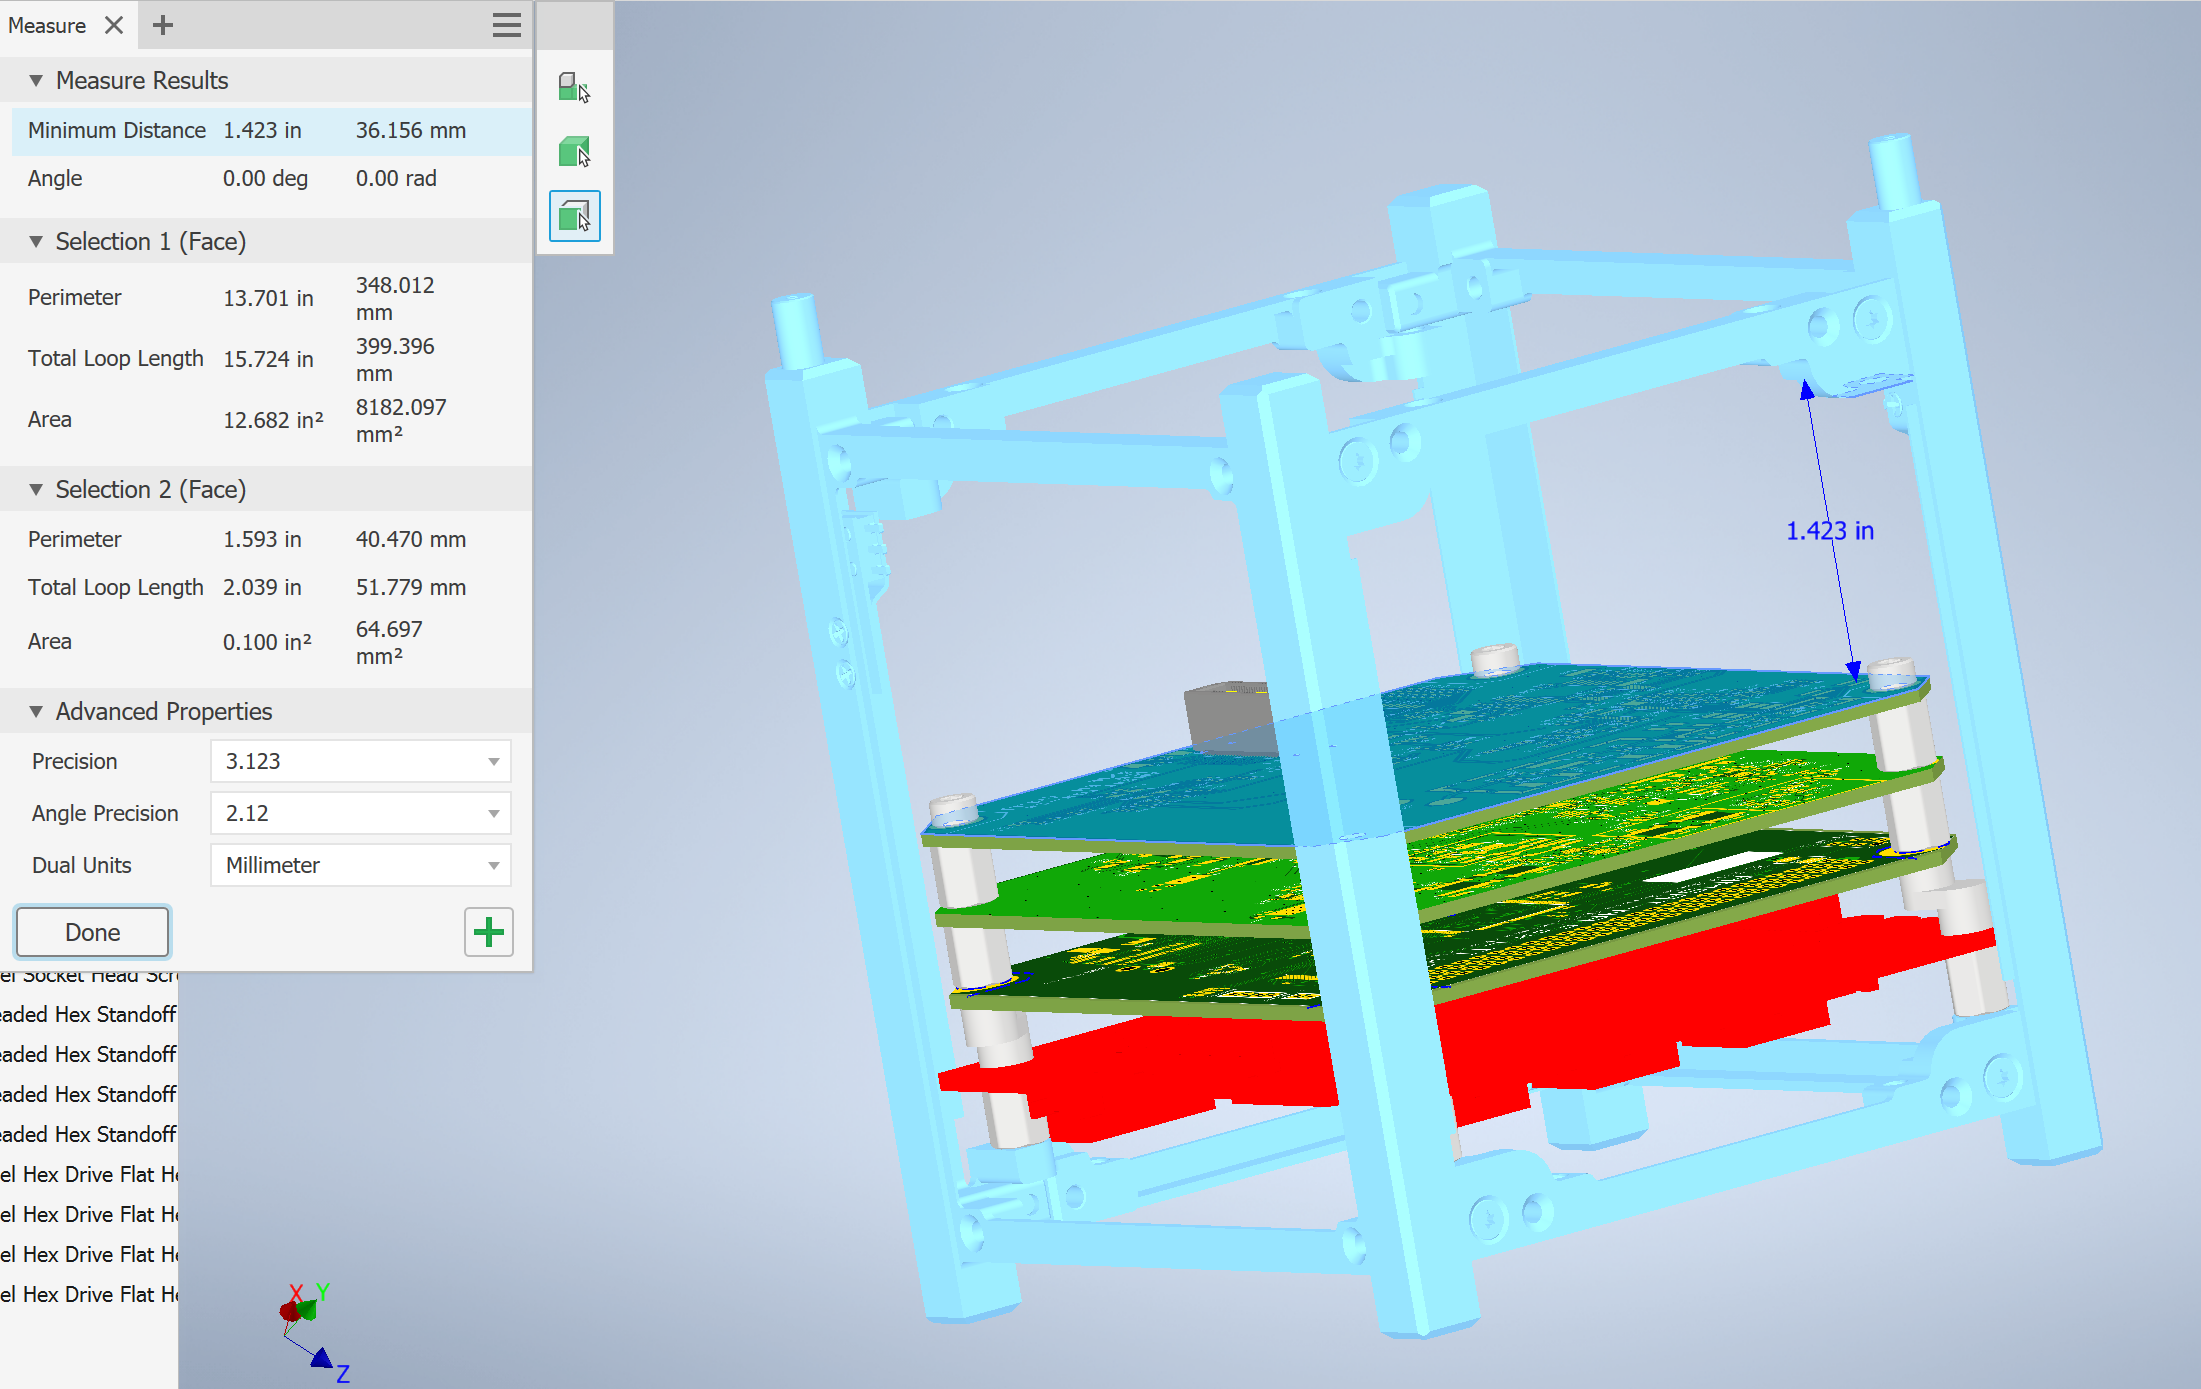 Measure
Measure Results
Minimum Distance 1.423 in 36.156 mm
Angle 0.00 deg 0.00 rad
Selection 1 (Face)
Perimeter 13.701 in 348.012 mm
Total Loop Length 15.724 in 399.396 mm
Area 12.682 in² 8182.097 mm²
Selection 2 (Face)
Perimeter 1.593 in 40.470 mm
Total Loop Length 2.039 in 51.779 mm
Area 0.100 in² 64.697 mm²
Advanced Properties
Precision 3.123
Angle Precision 2.12
Dual Units Millimeter
Done
el Socket Head Scr
eaded Hex Standoff
eaded Hex Standoff
eaded Hex Standoff
eaded Hex Standoff
el Hex Drive Flat He
el Hex Drive Flat He
el Hex Drive Flat He
el Hex Drive Flat He
1.423 in
X Y
Z